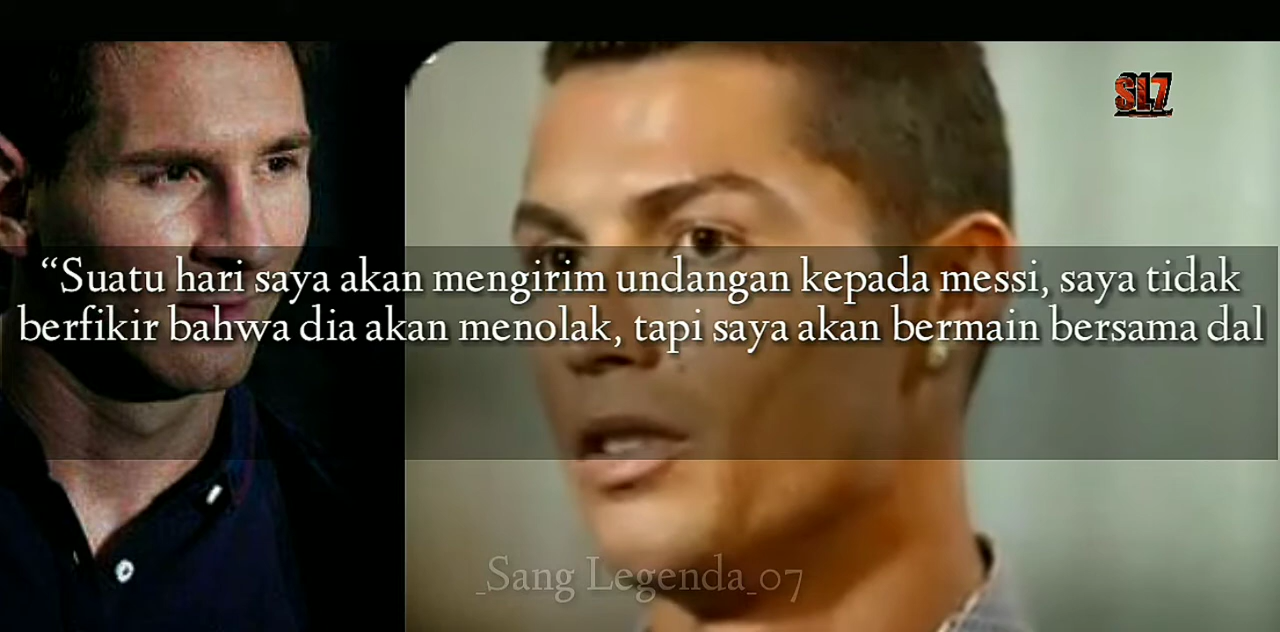 SL7
“Suatu hari saya akan mengirim undangan kepada messi, saya tidak
berfikir bahwa dia akan menolak, tapi saya akan bermain bersama dal
_Sang Legenda_07